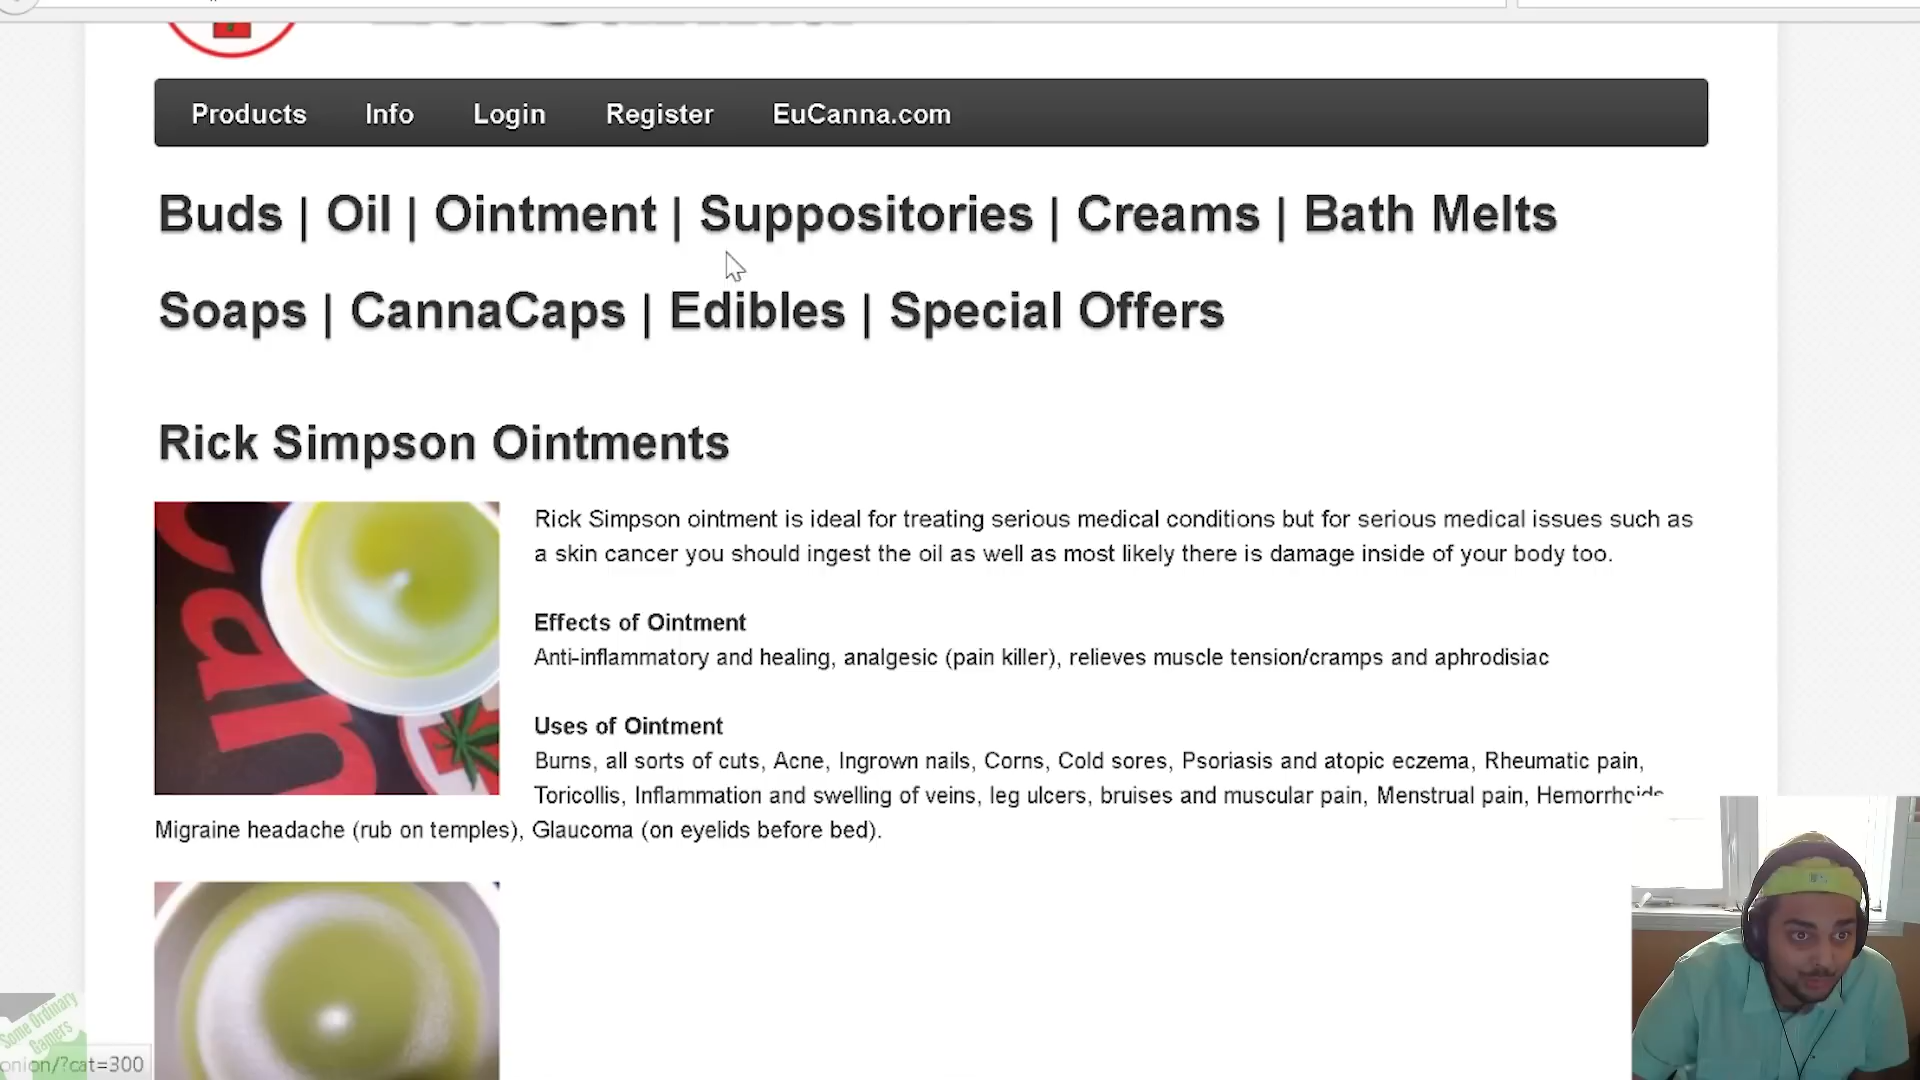 Products Info Login Register EuCanna.com
Buds | Oil | Ointment | Suppositories | Creams | Bath Melts
Soaps | CannaCaps | Edibles | Special Offers
Rick Simpson Ointments
Rick Simpson ointment is ideal for treating serious medical conditions but for serious medical issues such as
a skin cancer you should ingest the oil as well as most likely there is damage inside of your body too.
Effects of Ointment
Anti-inflammatory and healing, analgesic (pain killer), relieves muscle tension/cramps and aphrodisiac
Uses of Ointment
Burns, all sorts of cuts, Acne, Ingrown nails, Corns, Cold sores, Psoriasis and atopic eczema, Rheumatic pain,
Toricollis, Inflammation and swelling of veins, leg ulcers, bruises and muscular pain, Menstrual pain, Hemorrhoids
Migraine headache (rub on temples), Glaucoma (on eyelids before bed).
Some Ordinary
Gamers
onion/?cat=300